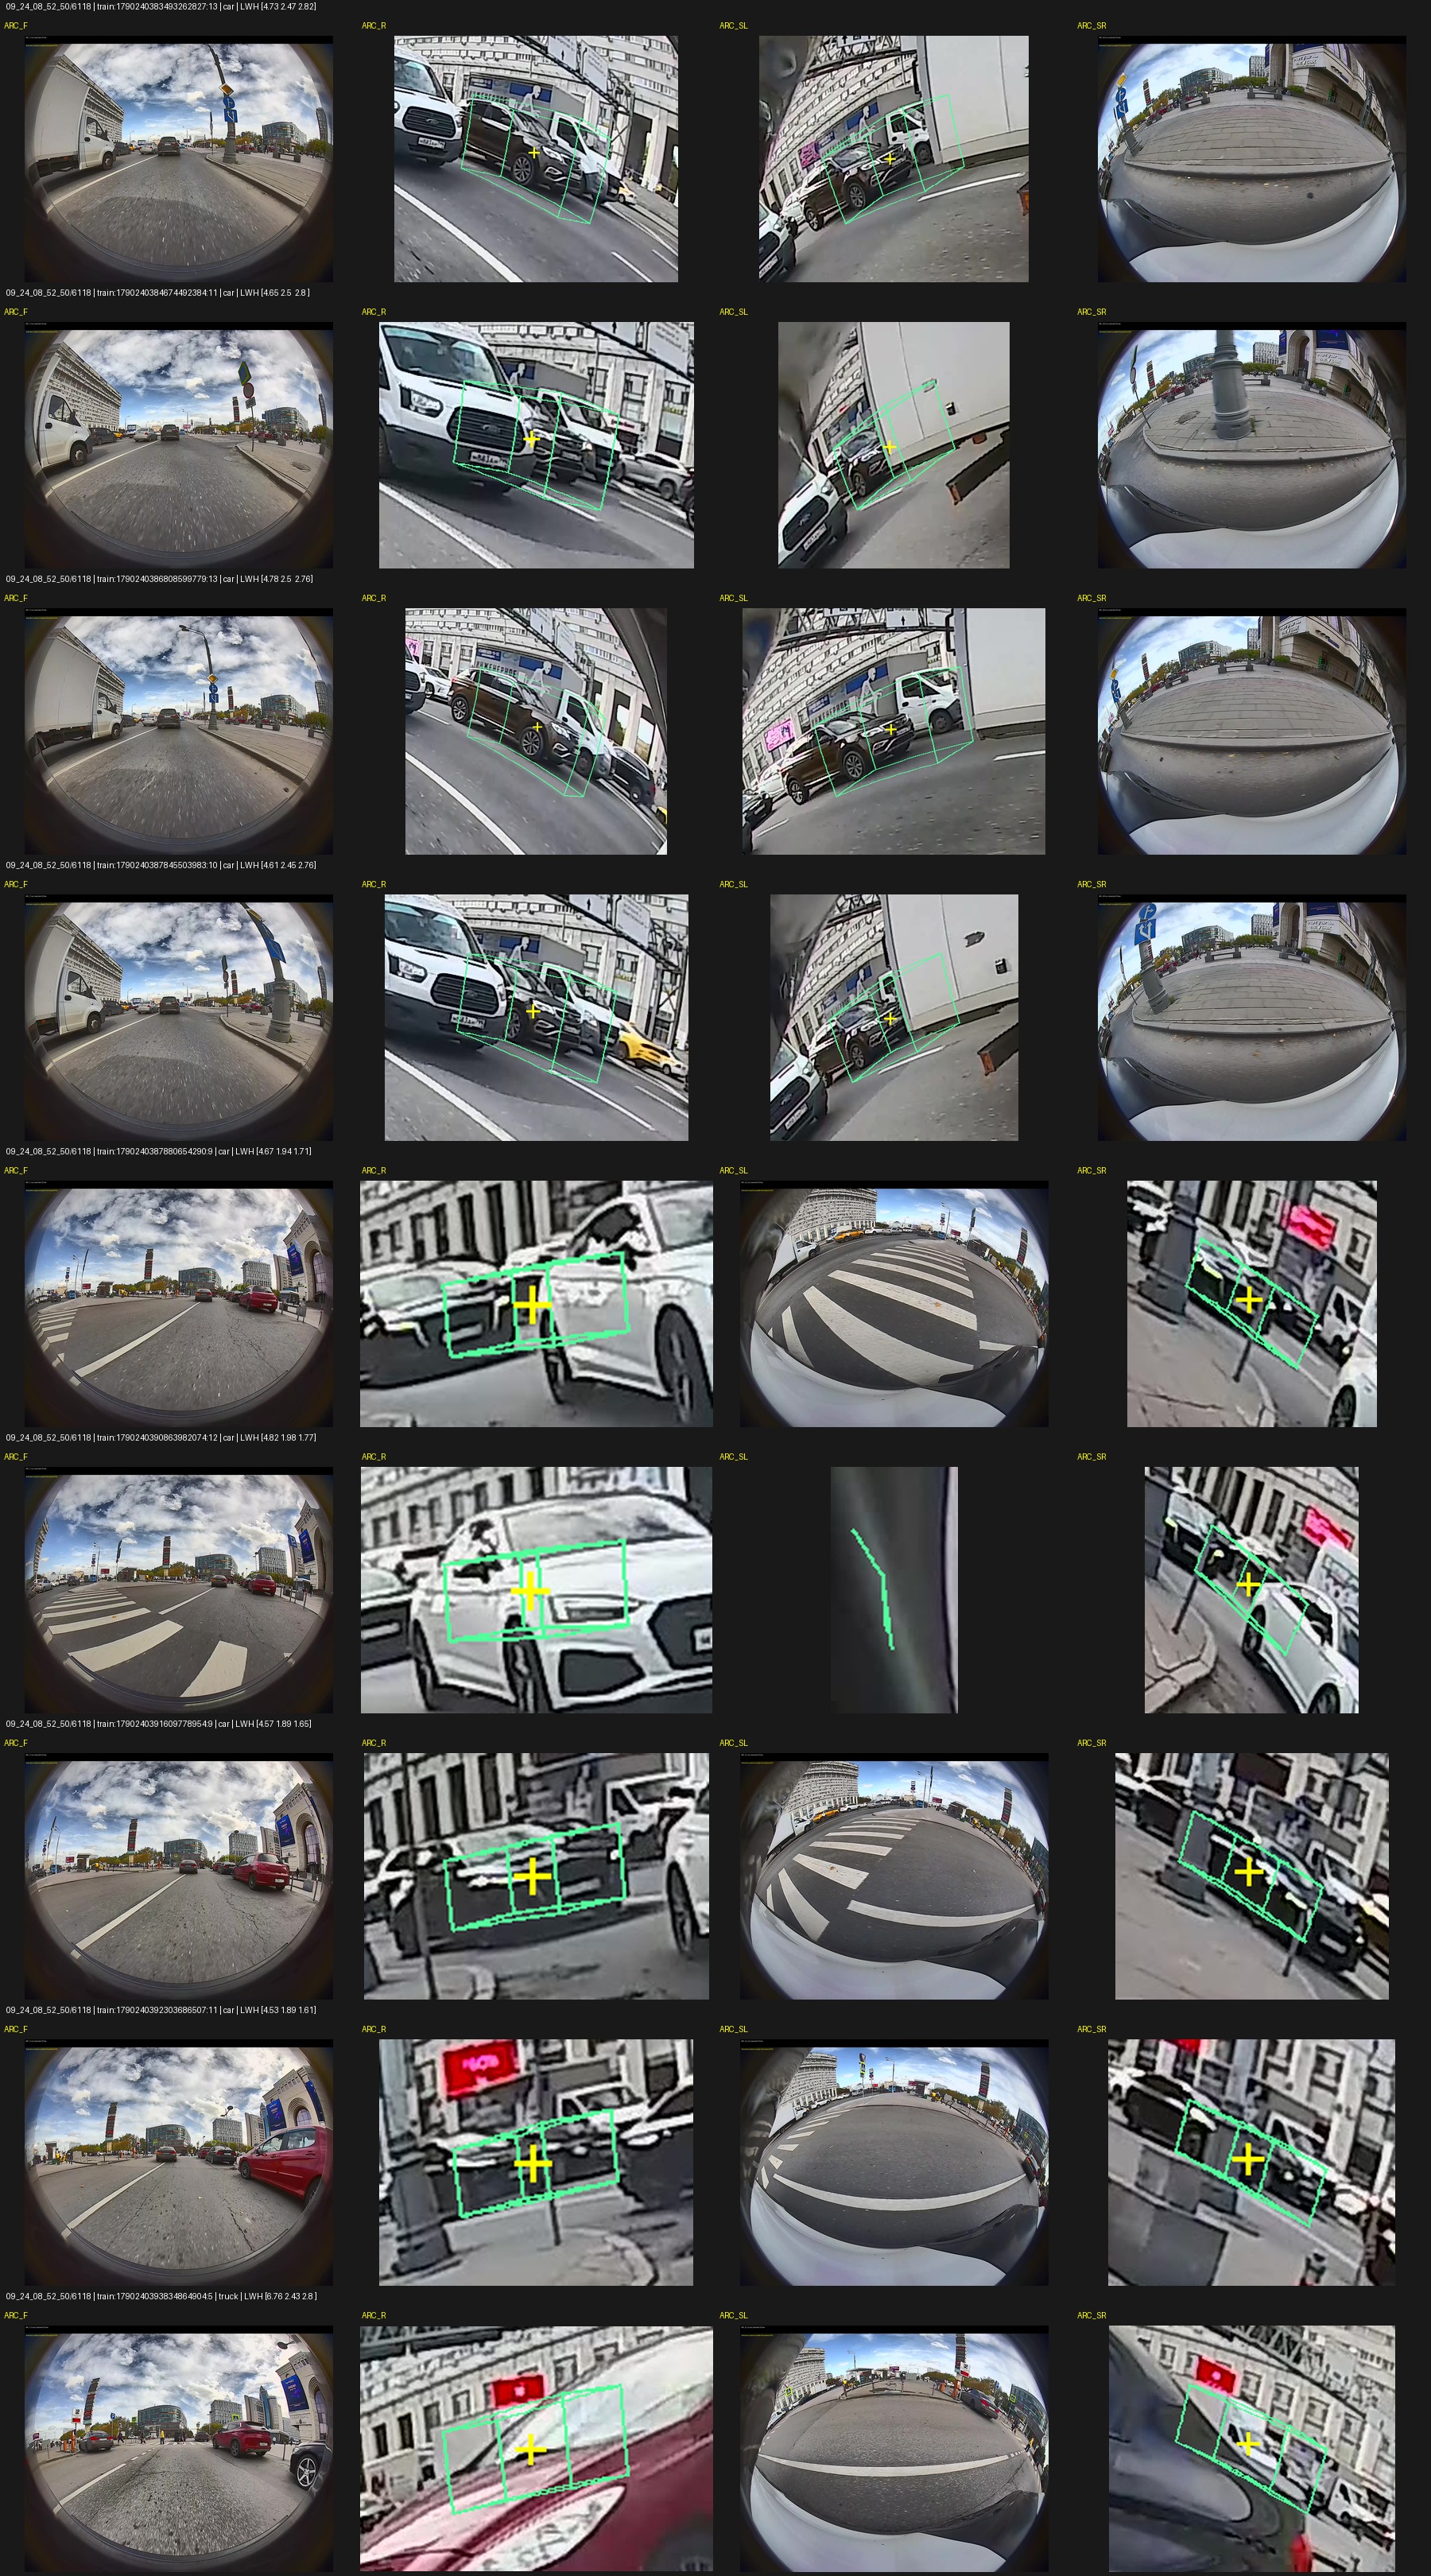 09_24_08_52_50/6118 | train:1790240383493262827:13 | car | LWH [4.73 2.47 2.82]
ARC_F ARC_R ARC_SL ARC_SR
09_24_08_52_50/6118 | train:1790240384674492384:11 | car | LWH [4.65 2.5 2.8 ]
ARC_F ARC_R ARC_SL ARC_SR
09_24_08_52_50/6118 | train:1790240386808599779:13 | car | LWH [4.78 2.5 2.76]
ARC_F ARC_R ARC_SL ARC_SR
09_24_08_52_50/6118 | train:1790240387845503983:10 | car | LWH [4.61 2.45 2.76]
ARC_F ARC_R ARC_SL ARC_SR
09_24_08_52_50/6118 | train:1790240387880654290:9 | car | LWH [4.67 1.94 1.71]
ARC_F ARC_R ARC_SL ARC_SR
09_24_08_52_50/6118 | train:1790240390863982074:12 | car | LWH [4.82 1.98 1.77]
ARC_F ARC_R ARC_SL ARC_SR
09_24_08_52_50/6118 | train:1790240391609778954:9 | car | LWH [4.57 1.89 1.65]
ARC_F ARC_R ARC_SL ARC_SR
09_24_08_52_50/6118 | train:1790240392303686507:11 | car | LWH [4.53 1.89 1.61]
ARC_F ARC_R ARC_SL ARC_SR
09_24_08_52_50/6118 | train:1790240393834864904:5 | truck | LWH [6.76 2.43 2.8 ]
ARC_F ARC_R ARC_SL ARC_SR